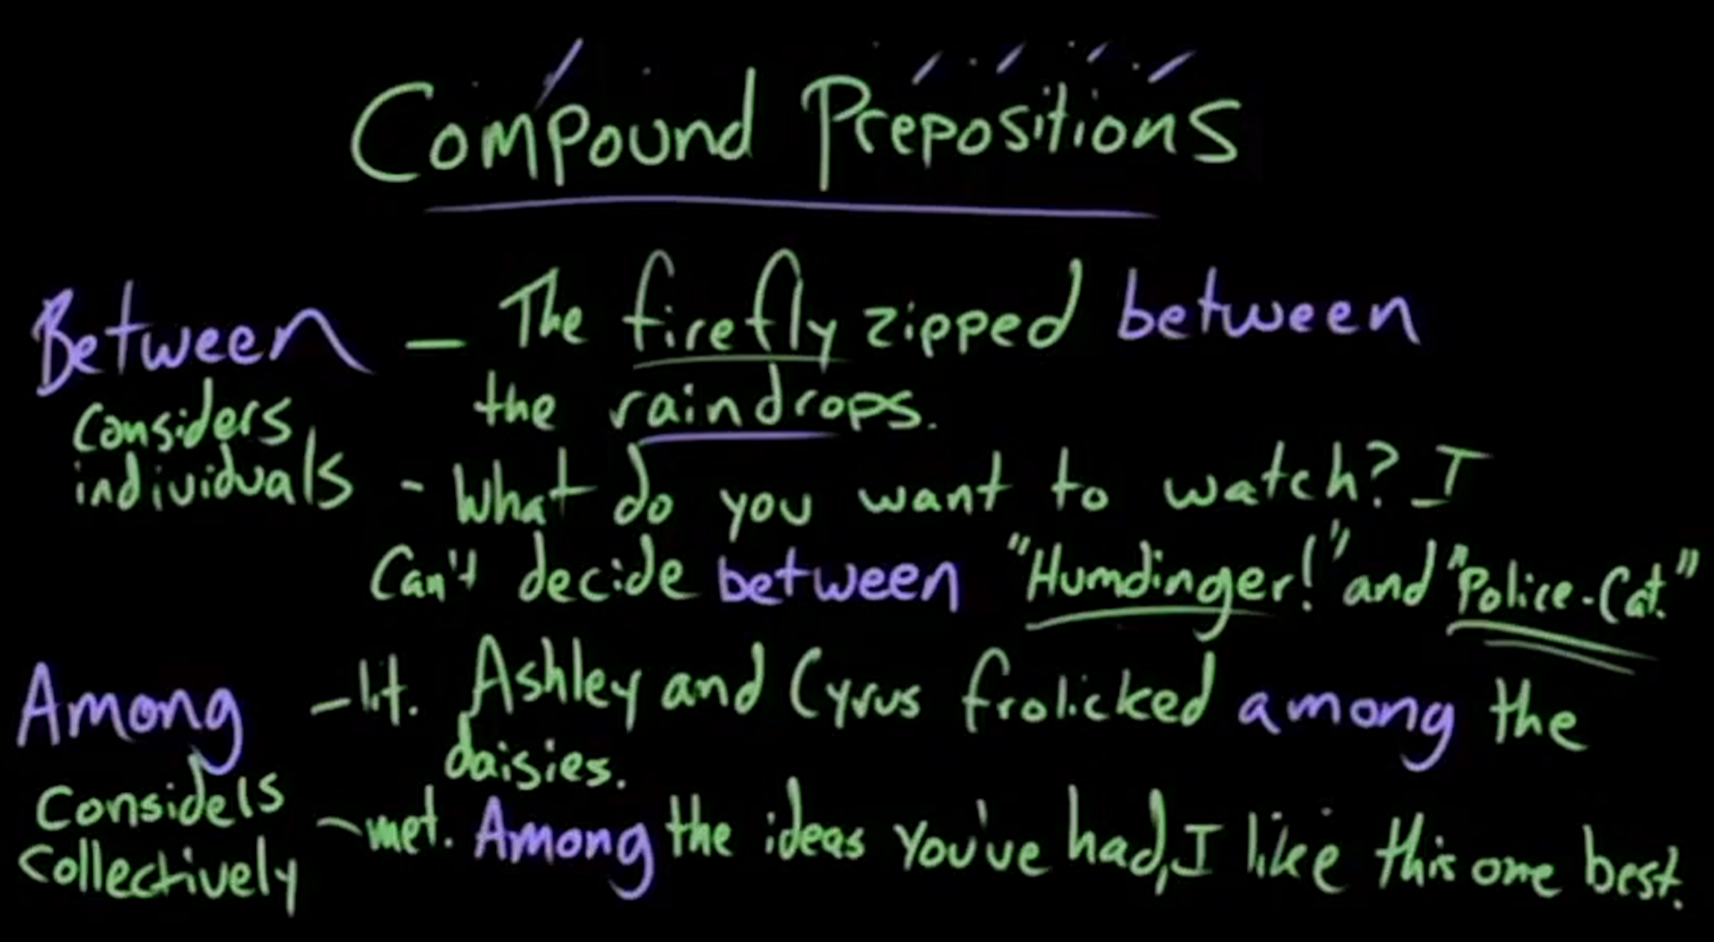 Compound Prepositions
Between – The firefly zipped between
the raindrops.
considers
individuals - What do you want to watch? I
Can't decide between "Humdinger!" and "Police-Cat."
Among – lit. Ashley and Cyrus frolicked among the
daisies.
Considers
collectively – met. Among the ideas you've had, I like this one best.